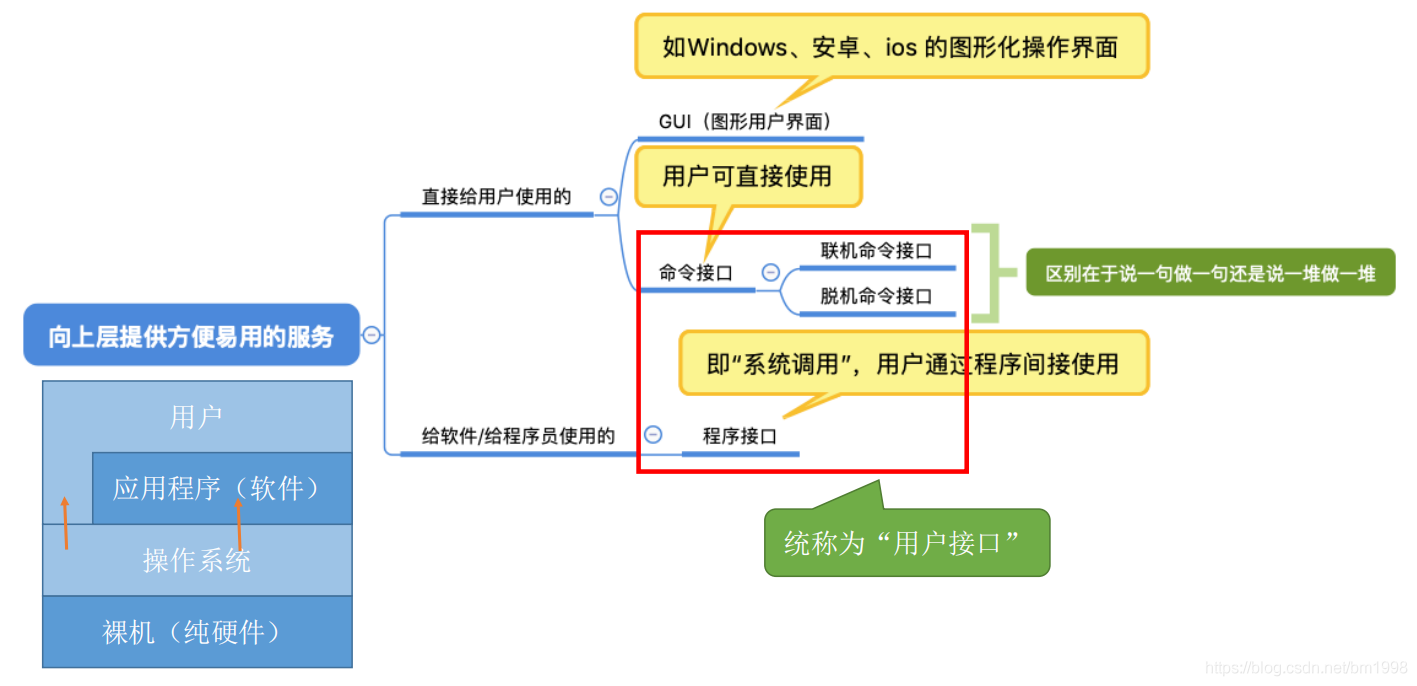 如Windows、安卓、ios 的图形化操作界面
GUI（图形用户界面）
用户可直接使用
直接给用户使用的
联机命令接口
命令接口
区别在于说一句做一句还是说一堆做一堆
脱机命令接口
向上层提供方便易用的服务
即“系统调用”，用户通过程序间接使用
用户
给软件/给程序员使用的
程序接口
应用程序（软件）
统称为“用户接口”
操作系统
裸机（纯硬件）
https://blog.csdn.net/bm1998